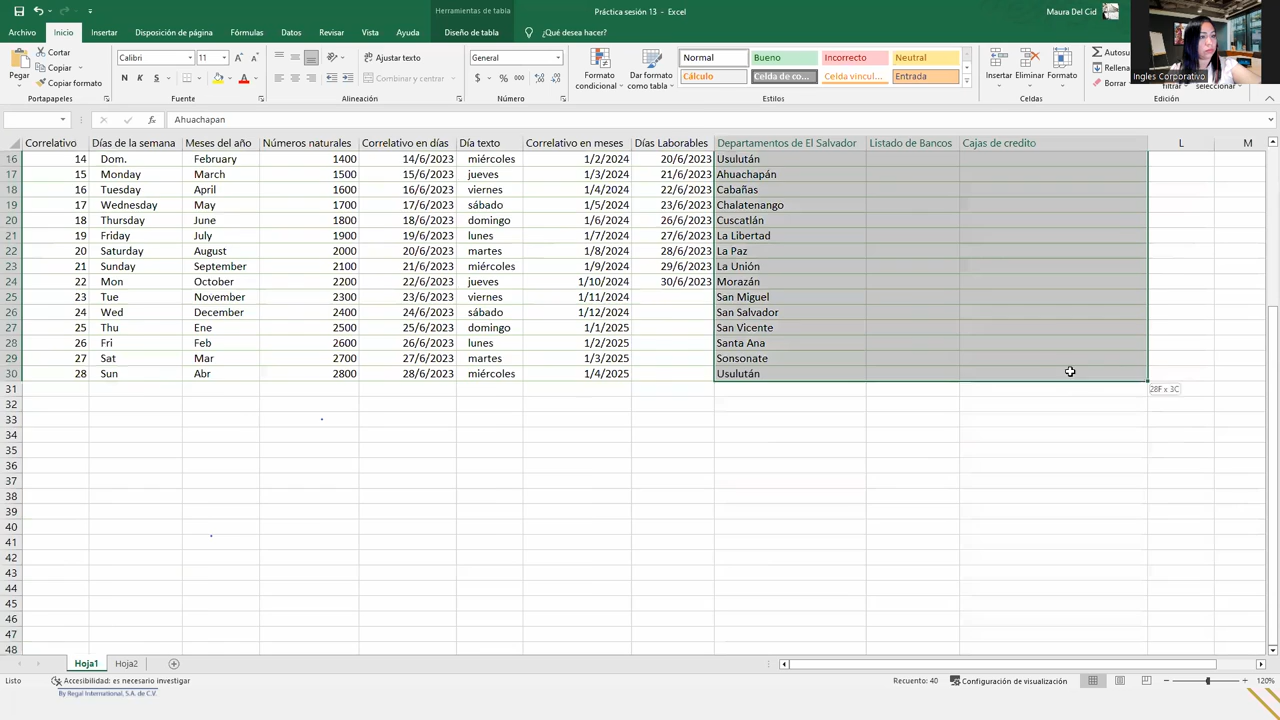 Herramientas de tabla
Práctica sesión 13 - Excel
Maura Del Cid
Archivo Inicio Insertar Disposición de página Fórmulas Datos Revisar Vista Ayuda Diseño de tabla ¿Qué desea hacer?
Pegar
Cortar
Copiar
Copiar formato
Portapapeles
Calibri 11
N K S
Fuente
Ajustar texto
Combinar y centrar
Alineación
General
$ % 000
Número
Formato condicional
Dar formato como tabla
Normal Bueno Incorrecto Neutral
Cálculo Celda de co... Celda vincul... Entrada
Estilos
Insertar Eliminar Formato
Celdas
Autosu
Rellena
filtrar seleccionar
Edición
Ingles Corporativo
Ahuachapan
Correlativo Días de la semana Meses del año Números naturales Correlativo en días Día texto Correlativo en meses Días Laborables Departamentos de El Salvador Listado de Bancos Cajas de credito L M
16 14 Dom. February 1400 14/6/2023 miércoles 1/2/2024 20/6/2023 Usulután
17 15 Monday March 1500 15/6/2023 jueves 1/3/2024 21/6/2023 Ahuachapán
18 16 Tuesday April 1600 16/6/2023 viernes 1/4/2024 22/6/2023 Cabañas
19 17 Wednesday May 1700 17/6/2023 sábado 1/5/2024 23/6/2023 Chalatenango
20 18 Thursday June 1800 18/6/2023 domingo 1/6/2024 26/6/2023 Cuscatlán
21 19 Friday July 1900 19/6/2023 lunes 1/7/2024 27/6/2023 La Libertad
22 20 Saturday August 2000 20/6/2023 martes 1/8/2024 28/6/2023 La Paz
23 21 Sunday September 2100 21/6/2023 miércoles 1/9/2024 29/6/2023 La Unión
24 22 Mon October 2200 22/6/2023 jueves 1/10/2024 30/6/2023 Morazán
25 23 Tue November 2300 23/6/2023 viernes 1/11/2024 San Miguel
26 24 Wed December 2400 24/6/2023 sábado 1/12/2024 San Salvador
27 25 Thu Ene 2500 25/6/2023 domingo 1/1/2025 San Vicente
28 26 Fri Feb 2600 26/6/2023 lunes 1/2/2025 Santa Ana
29 27 Sat Mar 2700 27/6/2023 martes 1/3/2025 Sonsonate
30 28 Sun Abr 2800 28/6/2023 miércoles 1/4/2025 Usulután
31
28F x 3C
32
33
34
35
36
37
38
39
40
41
42
43
44
45
46
47
48
Hoja1 Hoja2
Listo Accesibilidad: es necesario investigar Recuento: 40 Configuración de visualización 120%
By Regal International, S.A. de C.V.